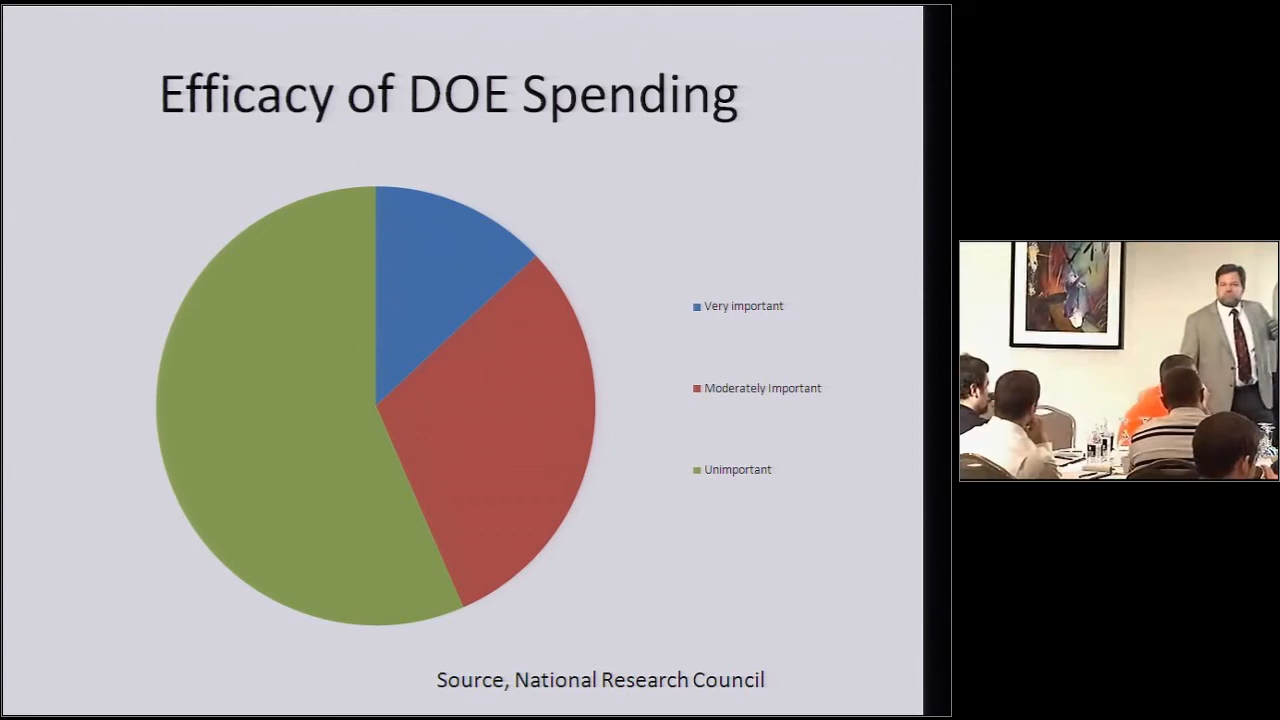 Efficacy of DOE Spending
Very important
Moderately Important
Unimportant
Source, National Research Council